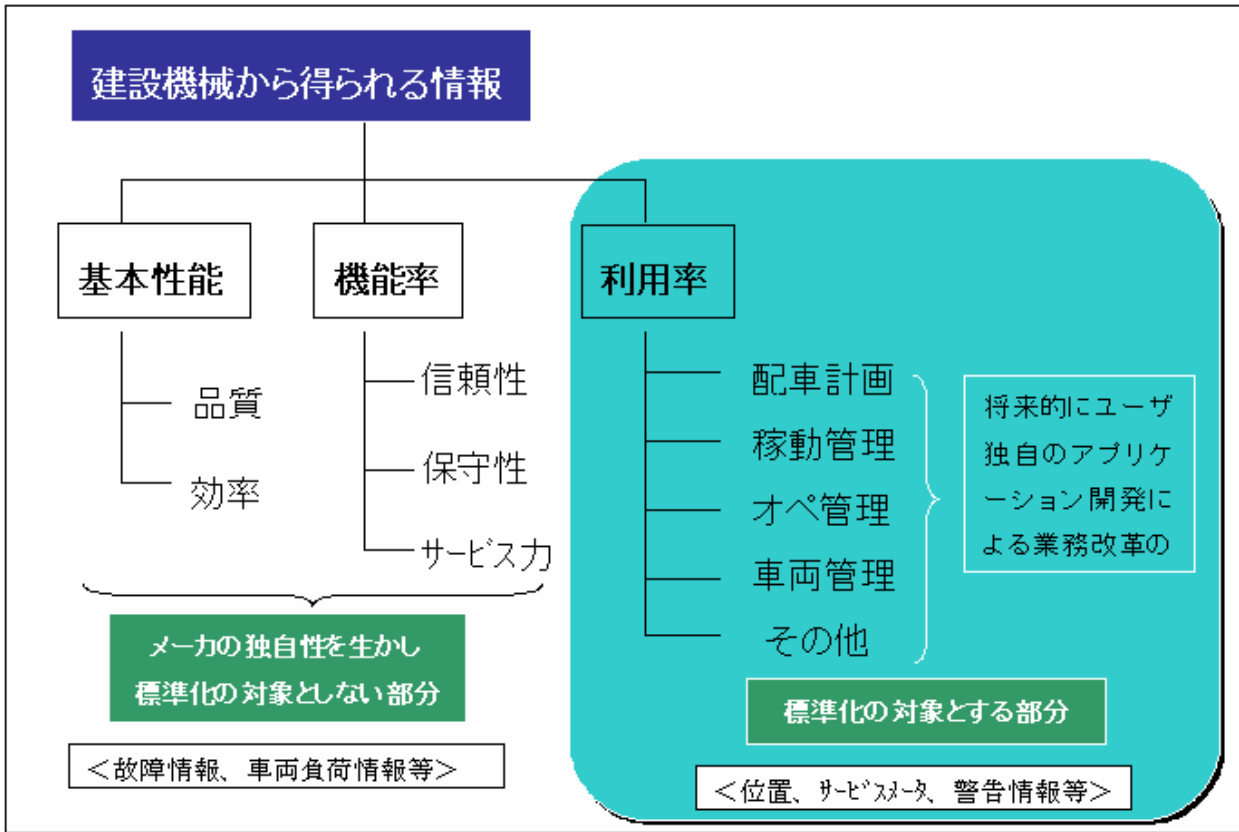 建設機械から得られる情報
基本性能
機能率
利用率
品質
効率
信頼性
保守性
サービス力
配車計画
稼動管理
オペ管理
車両管理
その他
将来的にユーザ
独自のアプリケ
ーション開発に
よる業務改革の
メーカの独自性を生かし
標準化の対象としない部分
標準化の対象とする部分
＜故障情報、車両負荷情報等＞
＜位置、ｻｰﾋﾞｽﾒｰﾀ、警告情報等＞